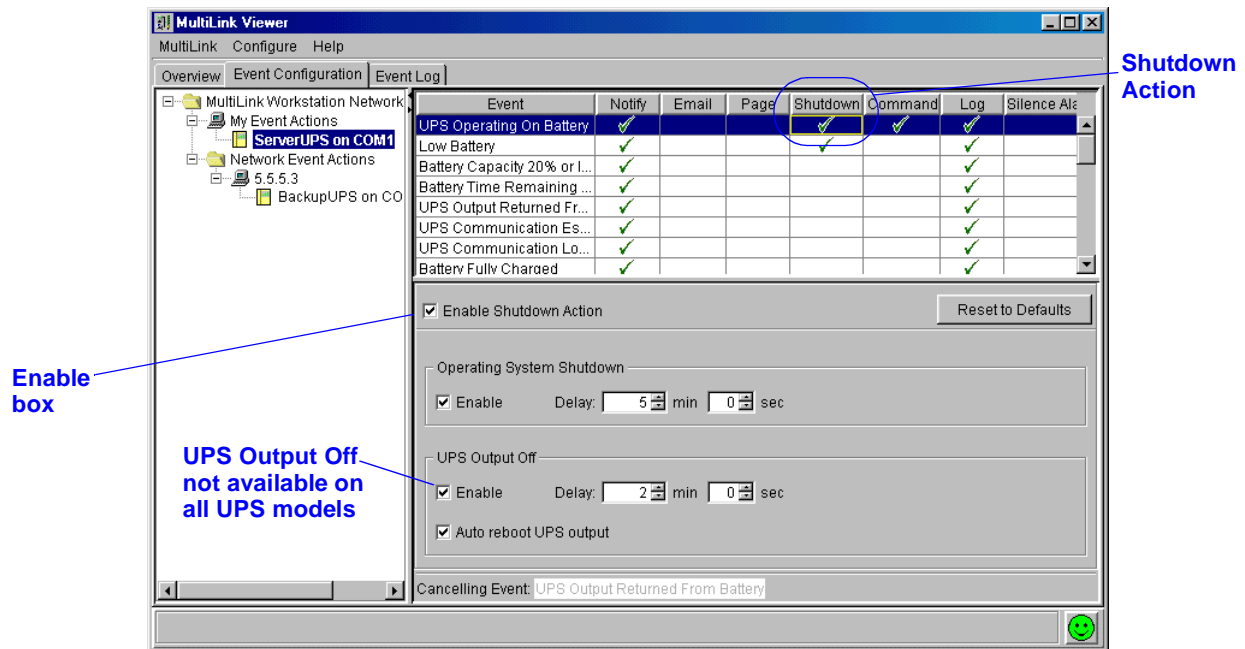 MultiLink Viewer
MultiLink Configure Help
Overview Event Configuration Event Log
MultiLink Workstation Network
My Event Actions
ServerUPS on COM1
Network Event Actions
5.5.5.3
BackupUPS on CO
Event Notify Email Page Shutdown Command Log Silence Ala
UPS Operating On Battery
Low Battery
Battery Capacity 20% or l...
Battery Time Remaining ...
UPS Output Returned Fr...
UPS Communication Es...
UPS Communication Lo...
Battery Fully Charged
Enable Shutdown Action
Reset to Defaults
Operating System Shutdown
Enable Delay: 5 min 0 sec
UPS Output Off
Enable Delay: 2 min 0 sec
Auto reboot UPS output
Cancelling Event: UPS Output Returned From Battery
Shutdown
Action
Enable
box
UPS Output Off
not available on
all UPS models